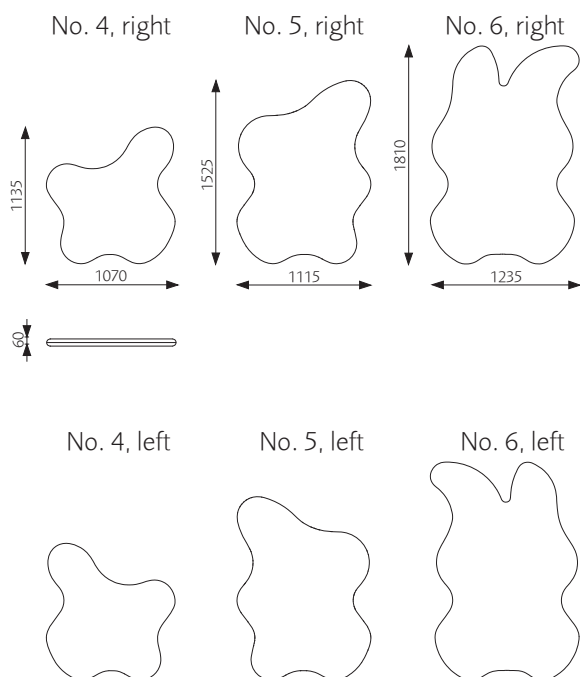 No. 4, right
No. 5, right
No. 6, right
1135
1525
1810
1070
1115
1235
60
No. 4, left
No. 5, left
No. 6, left